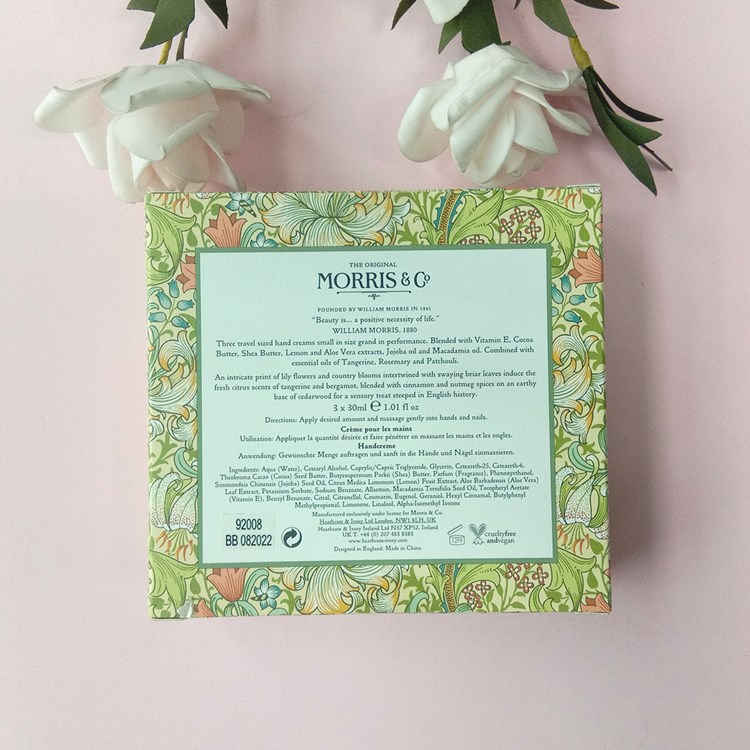 THE ORIGINAL
MORRIS & Co
FOUNDED BY WILLIAM MORRIS IN 1861
"Beauty is... a positive necessity of life."
WILLIAM MORRIS, 1880
Three travel sized hand creams small in size grand in performance. Blended with Vitamin E, Cocoa
Butter, Shea Butter, Lemon and Aloe Vera extracts, Jojoba oil and Macadamia oil. Combined with
essential oils of Tangerine, Rosemary and Patchouli.
An intricate print of lily flowers and country blooms intertwined with swaying briar leaves induce the
fresh citrus scents of tangerine and bergamot, blended with cinnamon and nutmeg spices on an earthy
base of cedarwood for a sensory treat steeped in English history.
3 x 30ml ℮ 1.01 fl oz
Directions: Apply desired amount and massage gently into hands and nails.
Crème pour les mains
Utilisation: Appliquer la quantité désirée et faire pénétrer en massant les mains et les ongles.
Handcreme
Anwendung: Gewünschte Menge auftragen und sanft in die Hände und Nägel einmassieren.
Ingredients: Aqua (Water), Cetearyl Alcohol, Caprylic/Capric Triglyceride, Glycerin, Ceteareth-25, Ceteareth-6,
Theobroma Cacao (Cocoa) Seed Butter, Butyrospermum Parkii (Shea) Butter, Parfum (Fragrance), Phenoxyethanol,
Simmondsia Chinensis (Jojoba) Seed Oil, Citrus Medica Limonum (Lemon) Fruit Extract, Aloe Barbadensis (Aloe Vera)
Leaf Extract, Potassium Sorbate, Sodium Benzoate, Allantoin, Macadamia Ternifolia Seed Oil, Tocopheryl Acetate
(Vitamin E), Benzyl Benzoate, Citral, Citronellol, Coumarin, Eugenol, Geraniol, Hexyl Cinnamal, Butylphenyl
Methylpropional, Limonene, Linalool, Alpha-Isomethyl Ionone
Manufactured exclusively under license for Morris & Co.
Heathcote & Ivory Ltd London, NW1 8LH, UK
Heathcote & Ivory Ireland Ltd N37 XP52, Ireland
UK T: +44 (0) 207 483 8383
www.heathcote-ivory.com
Designed in England. Made in China.
92008
BB 082022
12M
crueltyfree
andvegan